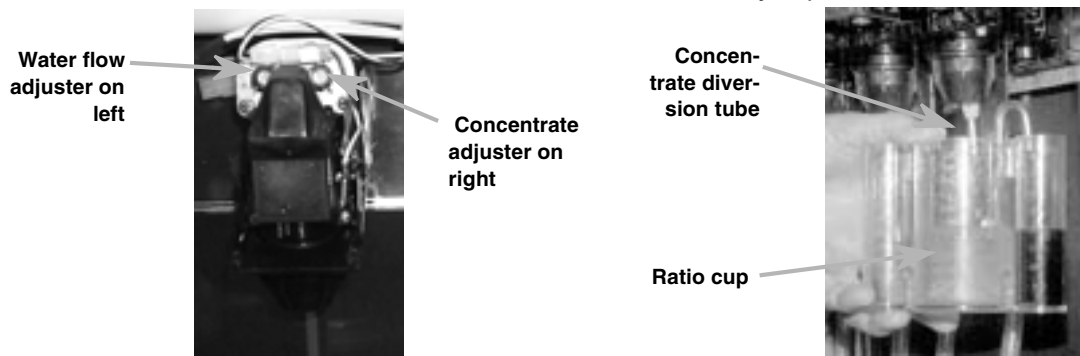 Water flow
adjuster on
left
Concentrate
adjuster on
right
Concen-
trate diver-
sion tube
Ratio cup